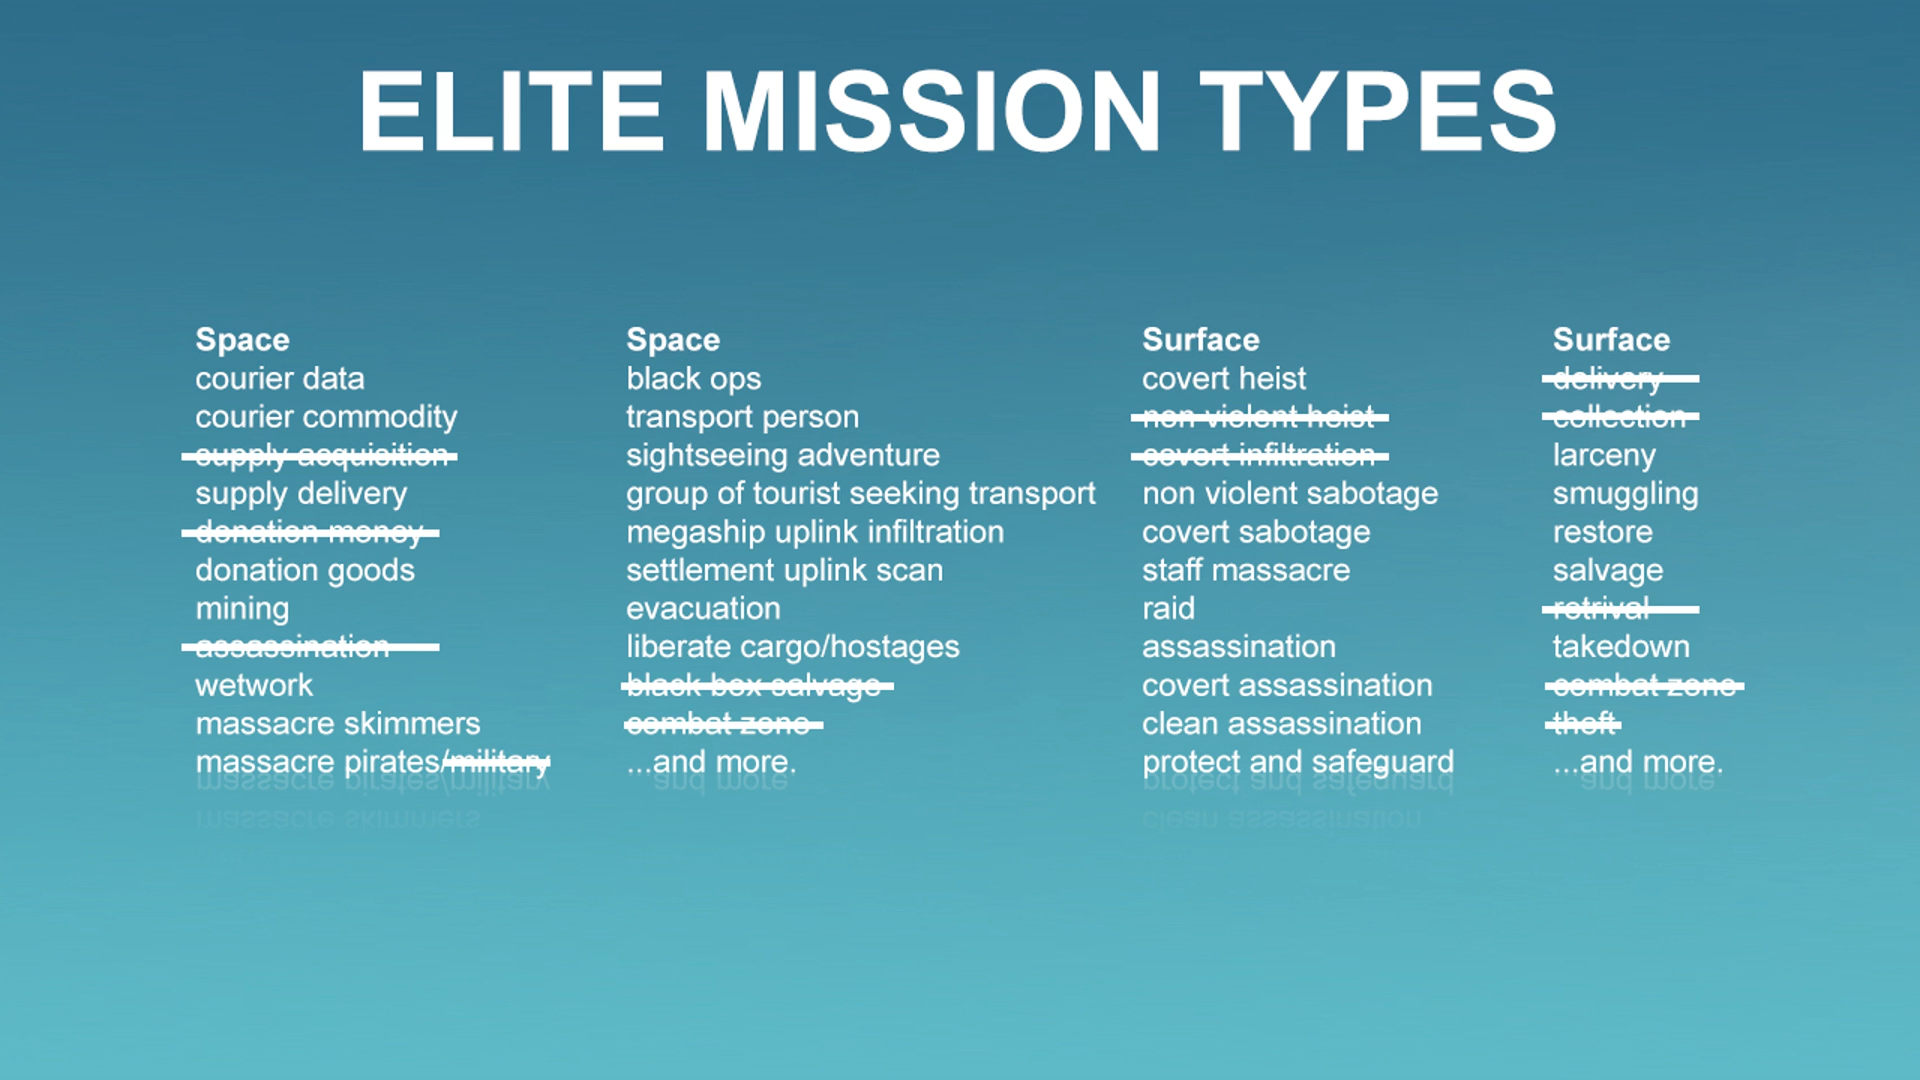 ELITE MISSION TYPES
Space
courier data
courier commodity
supply acquisition
supply delivery
donation money
donation goods
mining
assassination
wetwork
massacre skimmers
massacre pirates/military
Space
black ops
transport person
sightseeing adventure
group of tourist seeking transport
megaship uplink infiltration
settlement uplink scan
evacuation
liberate cargo/hostages
black box salvage
combat zone
...and more.
Surface
covert heist
non violent heist
covert infiltration
non violent sabotage
covert sabotage
staff massacre
raid
assassination
covert assassination
clean assassination
protect and safeguard
Surface
delivery
collection
larceny
smuggling
restore
salvage
retrival
takedown
combat zone
theft
...and more.